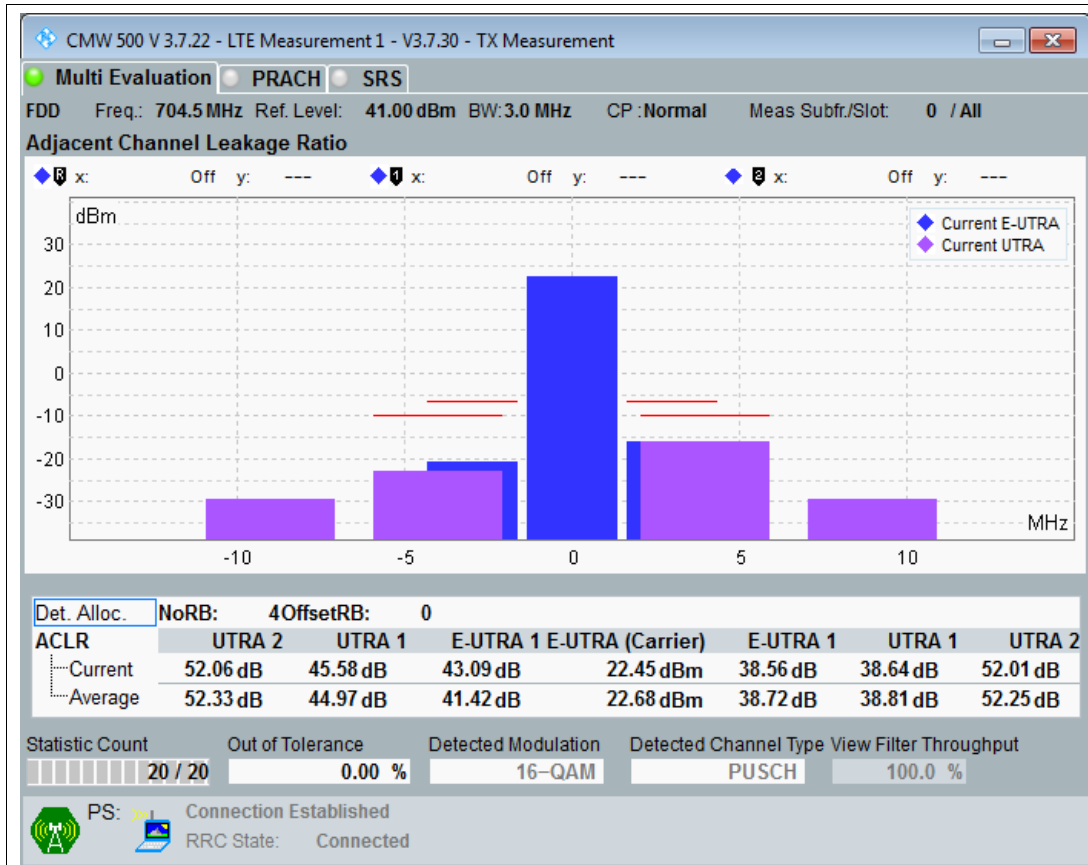 CMW 500 V 3.7.22 - LTE Measurement 1 - V3.7.30 - TX Measurement
Multi Evaluation PRACH SRS
FDD Freq.: 704.5 MHz Ref. Level: 41.00 dBm BW: 3.0 MHz CP : Normal Meas Subfr./Slot: 0 / All
Adjacent Channel Leakage Ratio
R x: Off y: --- 1 x: Off y: --- 2 x: Off y: ---
dBm
Current E-UTRA
Current UTRA
30
20
10
0
-10
-20
-30
MHz
-10 -5 0 5 10
Det. Alloc. NoRB: 4 OffsetRB: 0
ACLR UTRA 2 UTRA 1 E-UTRA 1 E-UTRA (Carrier) E-UTRA 1 UTRA 1 UTRA 2
Current 52.06 dB 45.58 dB 43.09 dB 22.45 dBm 38.56 dB 38.64 dB 52.01 dB
Average 52.33 dB 44.97 dB 41.42 dB 22.68 dBm 38.72 dB 38.81 dB 52.25 dB
Statistic Count Out of Tolerance Detected Modulation Detected Channel Type View Filter Throughput
20 / 20 0.00 % 16-QAM PUSCH 100.0 %
PS: Connection Established
RRC State: Connected